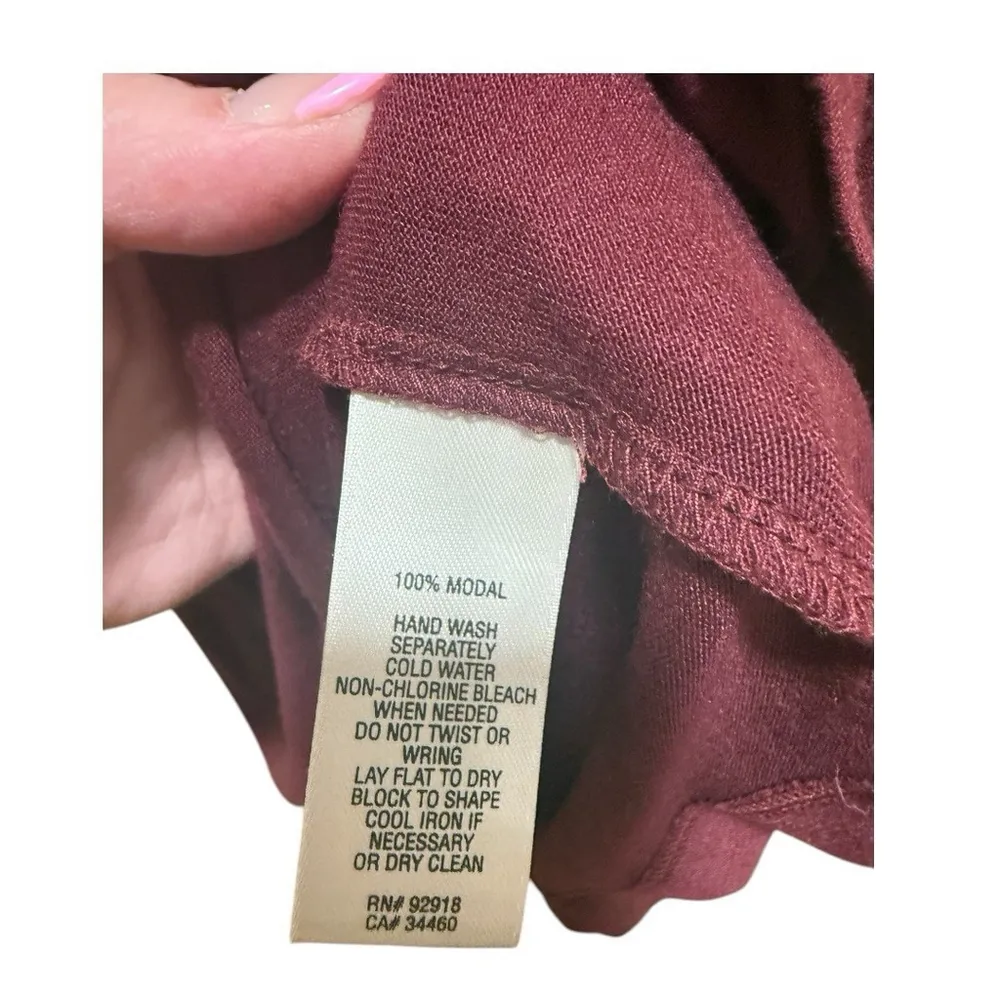 100% MODAL
HAND WASH
SEPARATELY
COLD WATER
NON-CHLORINE BLEACH
WHEN NEEDED
DO NOT TWIST OR
WRING
LAY FLAT TO DRY
BLOCK TO SHAPE
COOL IRON IF
NECESSARY
OR DRY CLEAN
RN# 92918
CA# 34460